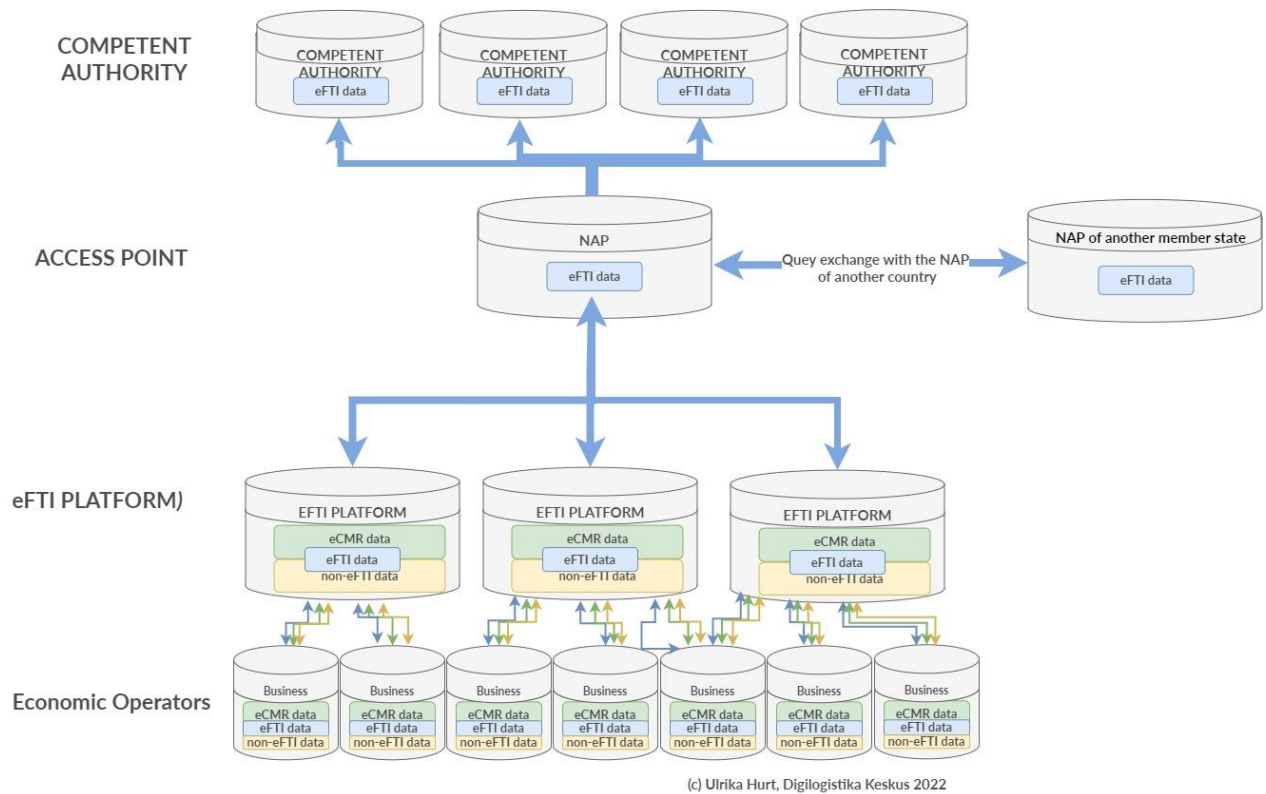 COMPETENT
AUTHORITY
COMPETENT
AUTHORITY
eFTI data
COMPETENT
AUTHORITY
eFTI data
COMPETENT
AUTHORITY
eFTI data
COMPETENT
AUTHORITY
eFTI data
ACCESS POINT
NAP
eFTI data
Quey exchange with the NAP
of another country
NAP of another member state
eFTI data
eFTI PLATFORM)
EFTI PLATFORM
eCMR data
eFTI data
non-eFTI data
EFTI PLATFORM
eCMR data
eFTI data
non-eFTI data
EFTI PLATFORM
eCMR data
eFTI data
non-eFTI data
Economic Operators
Business
eCMR data
eFTI data
non-eFTI data
Business
eCMR data
eFTI data
non-eFTI data
Business
eCMR data
eFTI data
non-eFTI data
Business
eCMR data
eFTI data
non-eFTI data
Business
eCMR data
eFTI data
non-eFTI data
Business
eCMR data
eFTI data
non-eFTI data
Business
eCMR data
eFTI data
non-eFTI data
(c) Ulrika Hurt, Digilogistika Keskus 2022